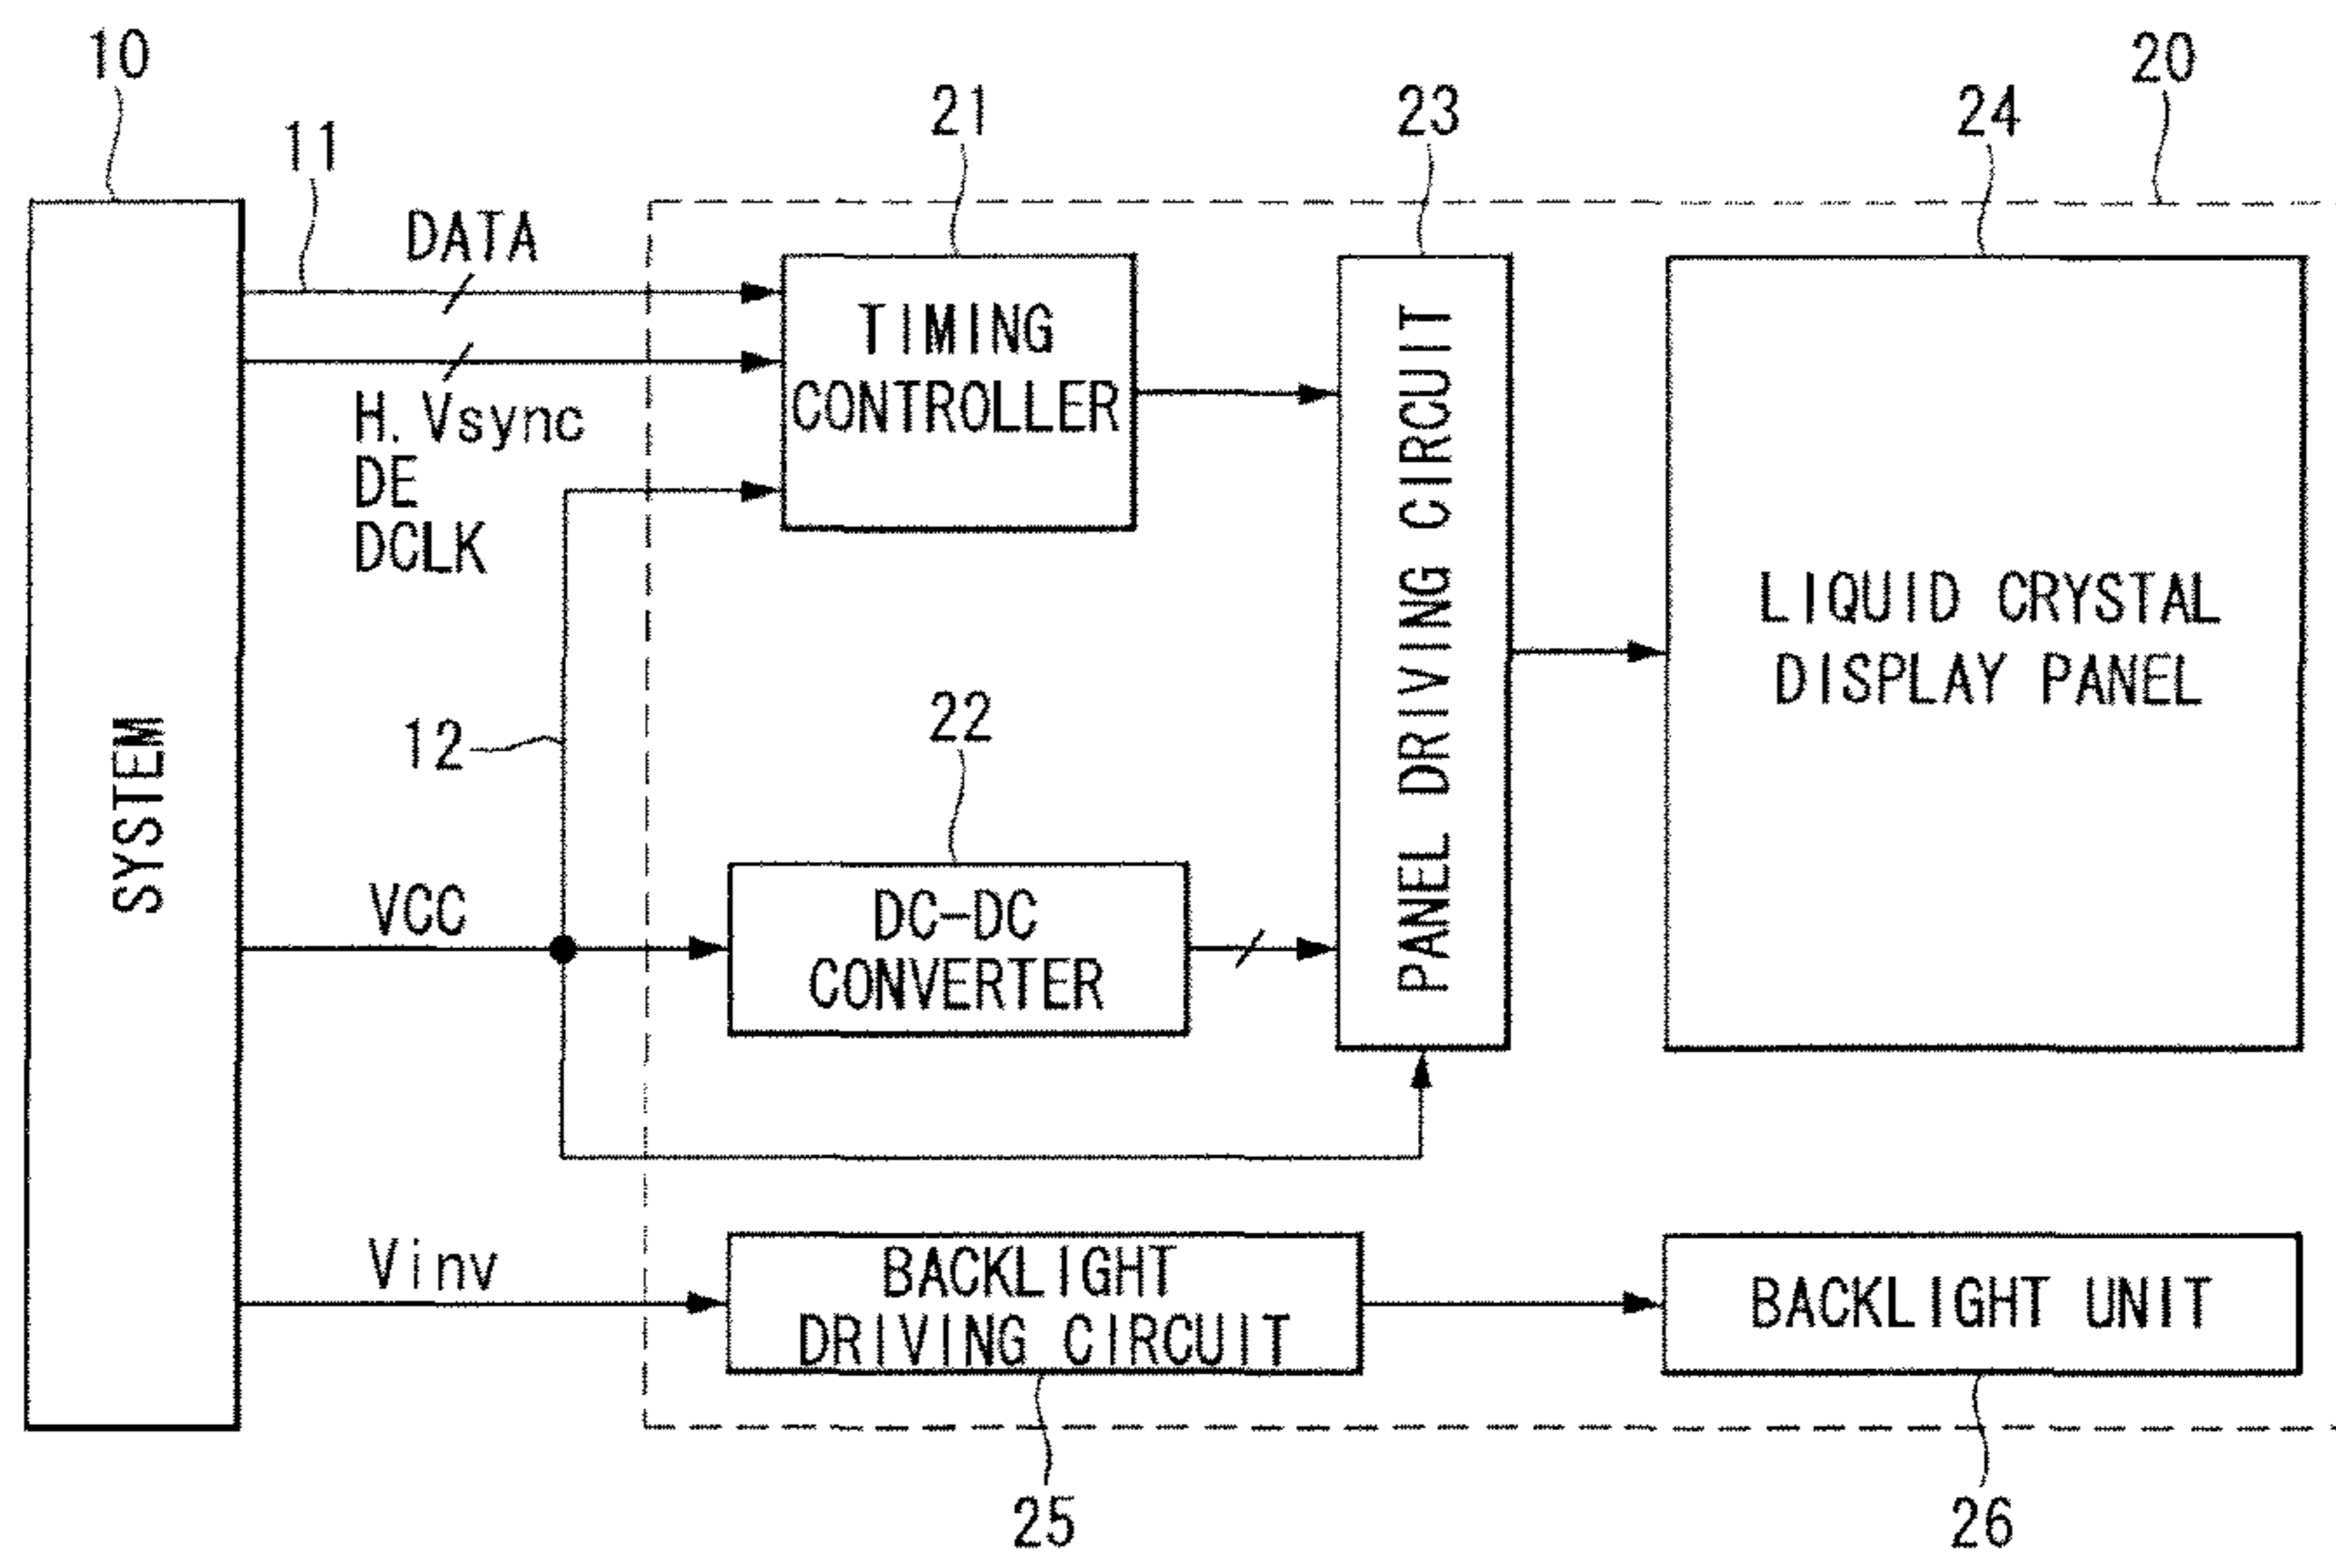 10
20
21
23
24
11
DATA
TIMING
CONTROLLER
H. Vsync
DE
DCLK
PANEL DRIVING CIRCUIT
LIQUID CRYSTAL
DISPLAY PANEL
SYSTEM
12
22
VCC
DC-DC
CONVERTER
Vinv
BACKLIGHT
DRIVING CIRCUIT
BACKLIGHT UNIT
25
26